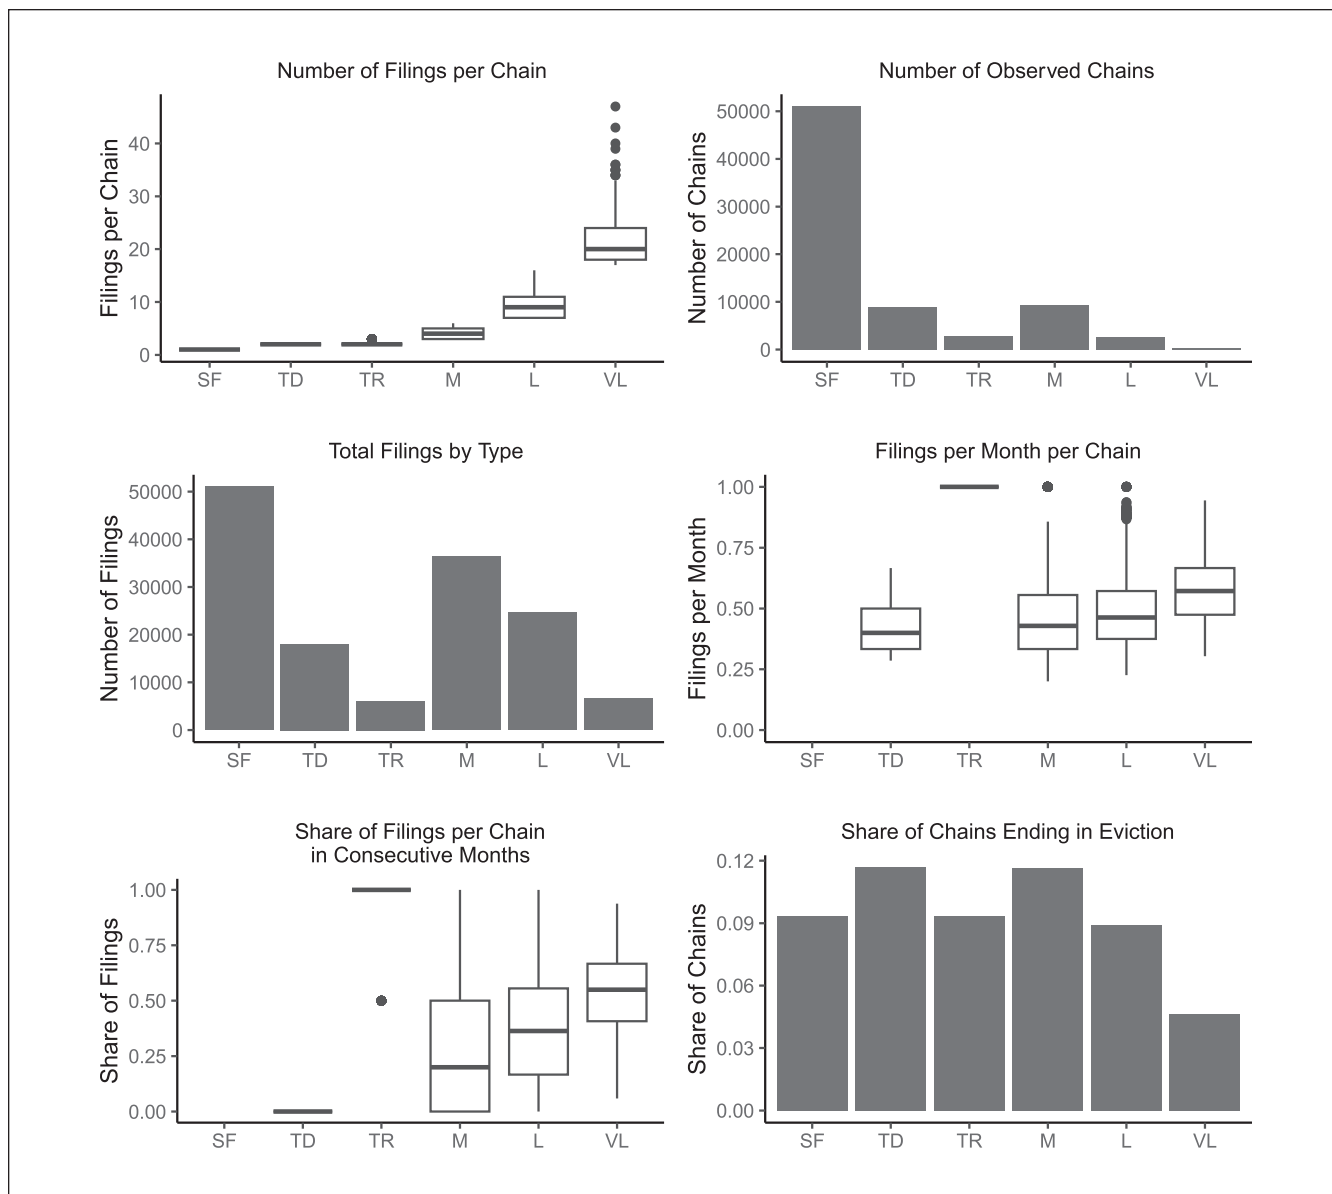 Number of Filings per Chain
Filings per Chain
40
30
20
10
0
SF TD TR M L VL
Number of Observed Chains
Number of Chains
50000
40000
30000
20000
10000
0
SF TD TR M L VL
Total Filings by Type
Number of Filings
50000
40000
30000
20000
10000
0
SF TD TR M L VL
Filings per Month per Chain
Filings per Month
1.00
0.75
0.50
0.25
0.00
SF TD TR M L VL
Share of Filings per Chain
in Consecutive Months
Share of Filings
1.00
0.75
0.50
0.25
0.00
SF TD TR M L VL
Share of Chains Ending in Eviction
Share of Chains
0.12
0.09
0.06
0.03
0.00
SF TD TR M L VL